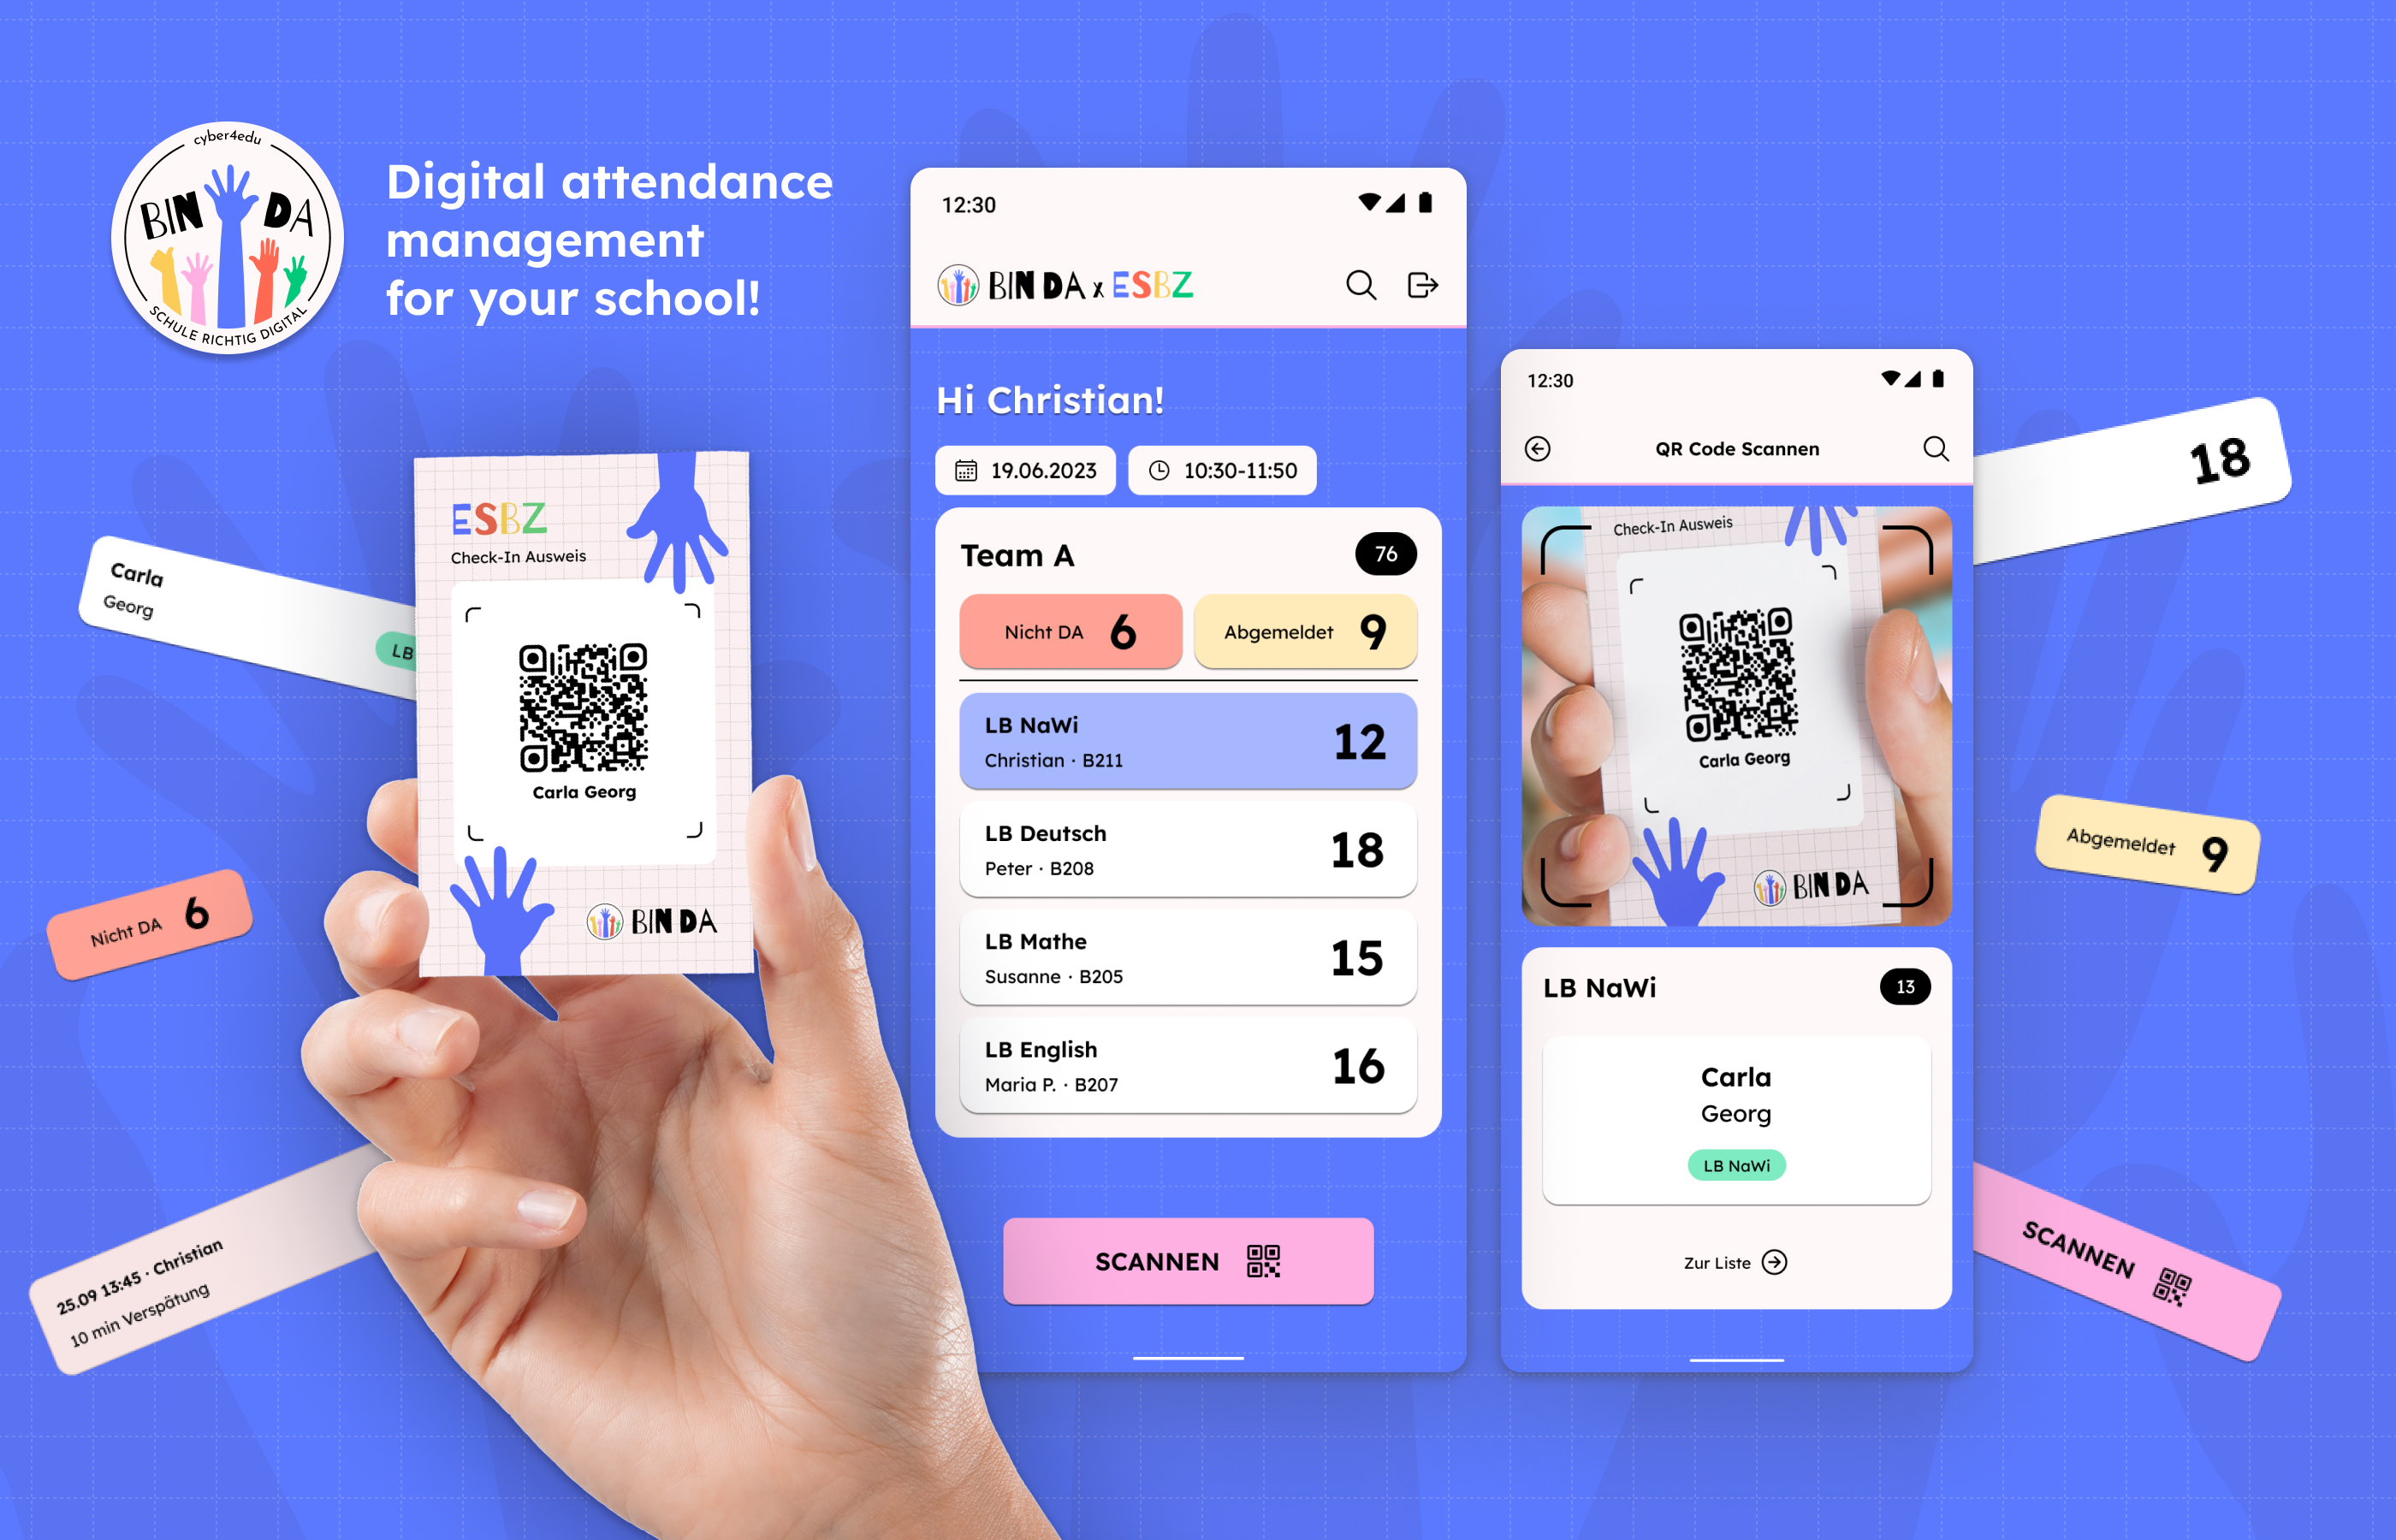 cyber4edu
BIN DA
SCHULE RICHTIG DIGITAL
Digital attendance
management
for your school!
Carla
Georg
LB
Nicht DA 6
25.09 13:45 · Christian
10 min Verspätung
ESBZ
Check-In Ausweis
Carla Georg
BIN DA
12:30
BIN DA x ESBZ
Hi Christian!
19.06.2023
10:30-11:50
Team A 76
Nicht DA 6
Abgemeldet 9
LB NaWi
Christian · B211
12
LB Deutsch
Peter · B208
18
LB Mathe
Susanne · B205
15
LB English
Maria P. · B207
16
SCANNEN
12:30
QR Code Scannen
Check-In Ausweis
Carla Georg
BIN DA
LB NaWi 13
Carla
Georg
LB NaWi
Zur Liste
18
Abgemeldet 9
SCANNEN